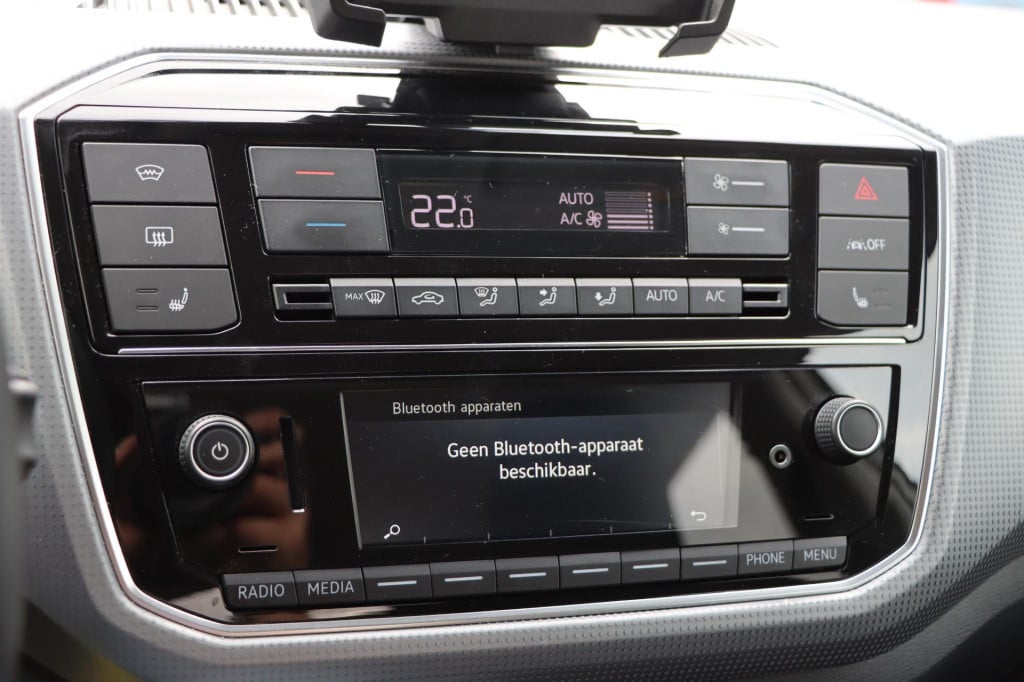 22.0 °C
AUTO
A/C
OFF
MAX
AUTO
A/C
Bluetooth apparaten
Geen Bluetooth-apparaat
beschikbaar.
RADIO
MEDIA
PHONE
MENU